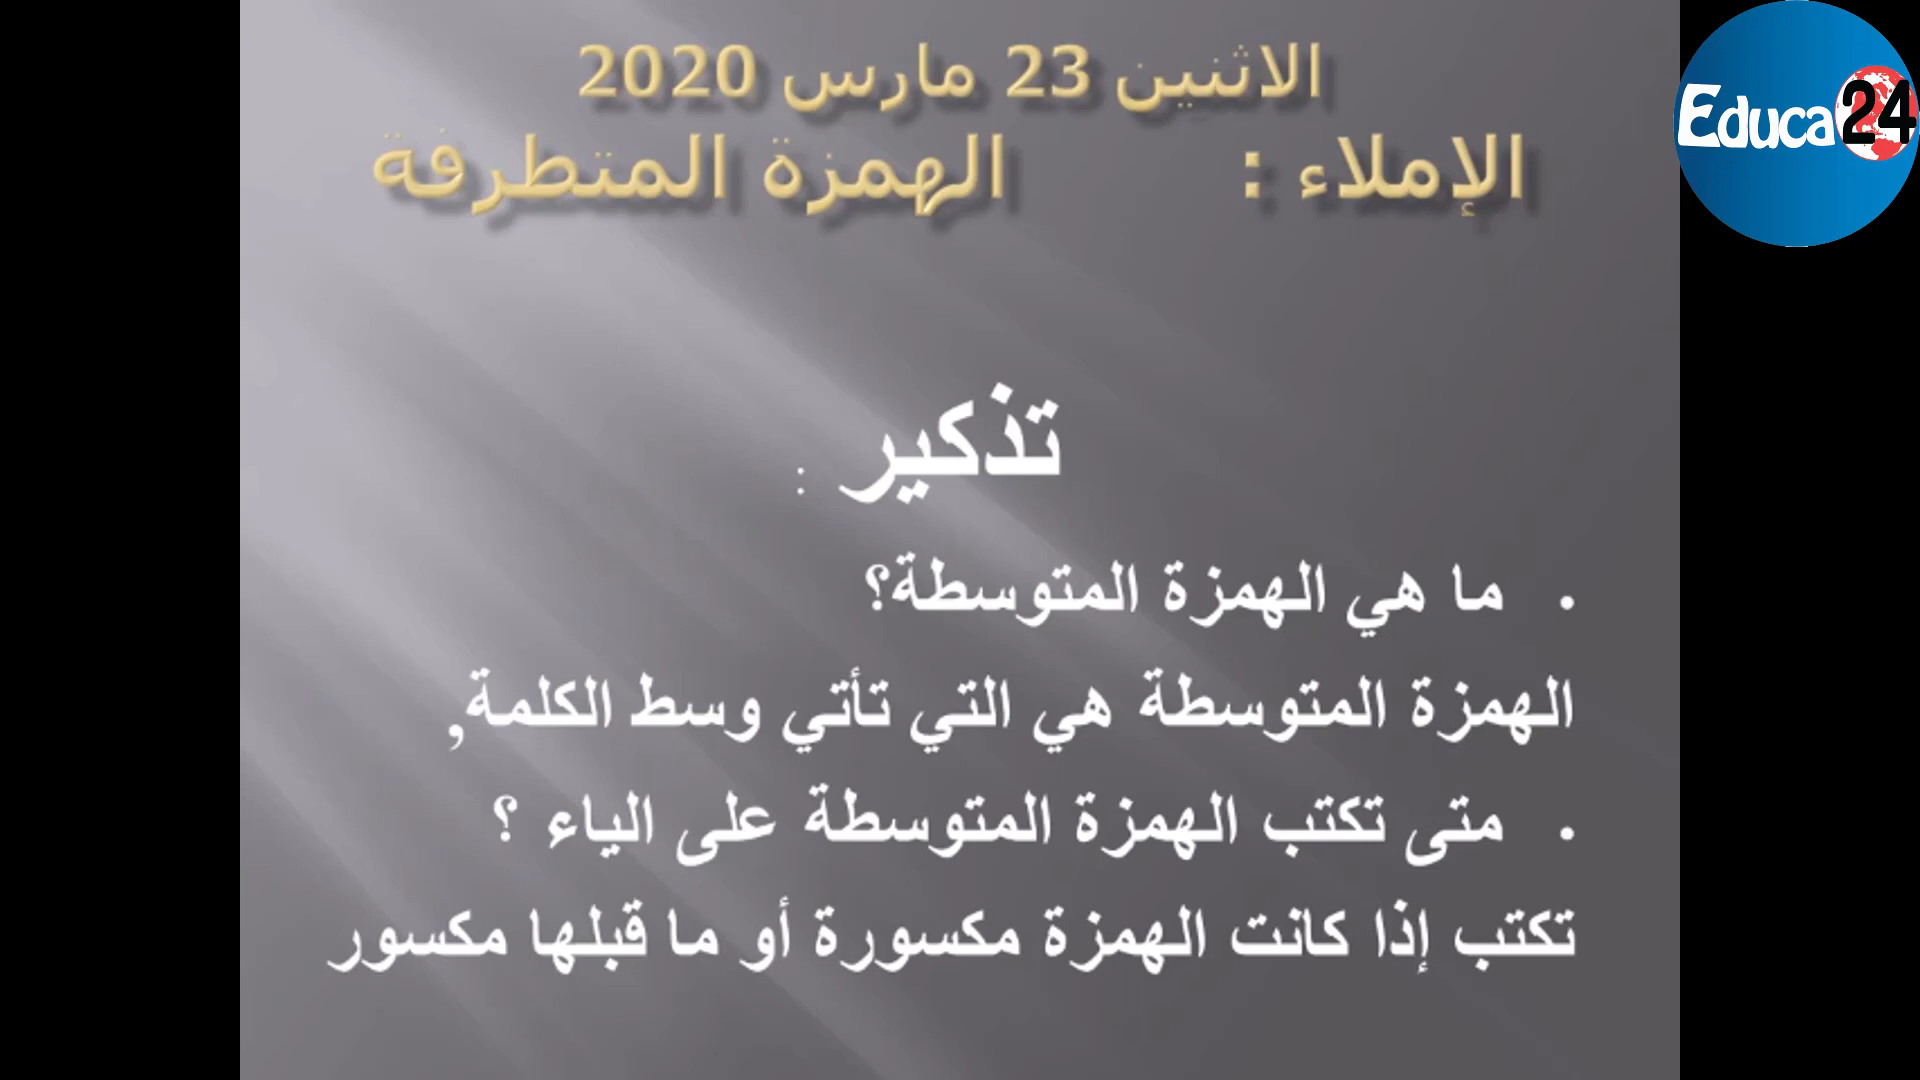 الاثنين 23 مارس 2020
الإملاء : الهمزة المتطرفة
Educa24
تذكير :
• ما هي الهمزة المتوسطة؟
الهمزة المتوسطة هي التي تأتي وسط الكلمة,
• متى تكتب الهمزة المتوسطة على الياء ؟
تكتب إذا كانت الهمزة مكسورة أو ما قبلها مكسور